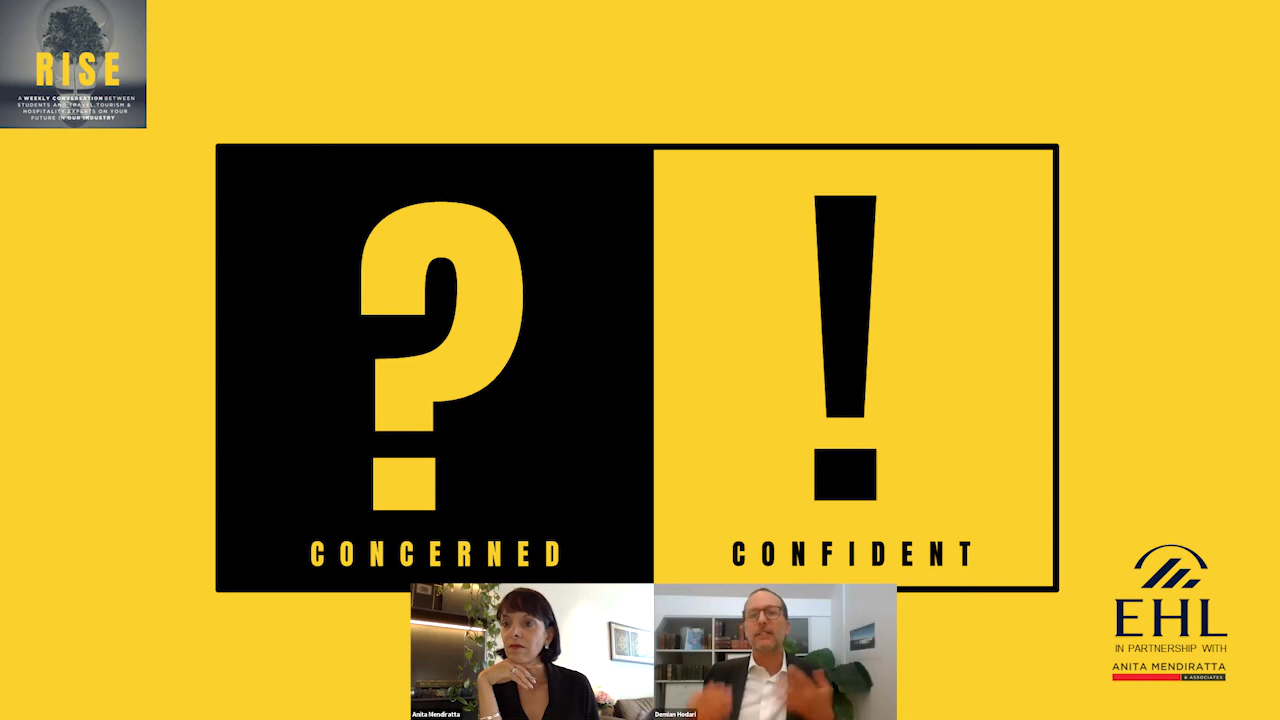 RISE
A WEEKLY CONVERSATION BETWEEN
STUDENTS AND TRAVEL, TOURISM &
HOSPITALITY EXPERTS ON YOUR
FUTURE IN OUR INDUSTRY
?
!
CONCERNED
CONFIDENT
Anita Mendiratta
Demian Hodari
EHL
IN PARTNERSHIP WITH
ANITA MENDIRATTA
& ASSOCIATES